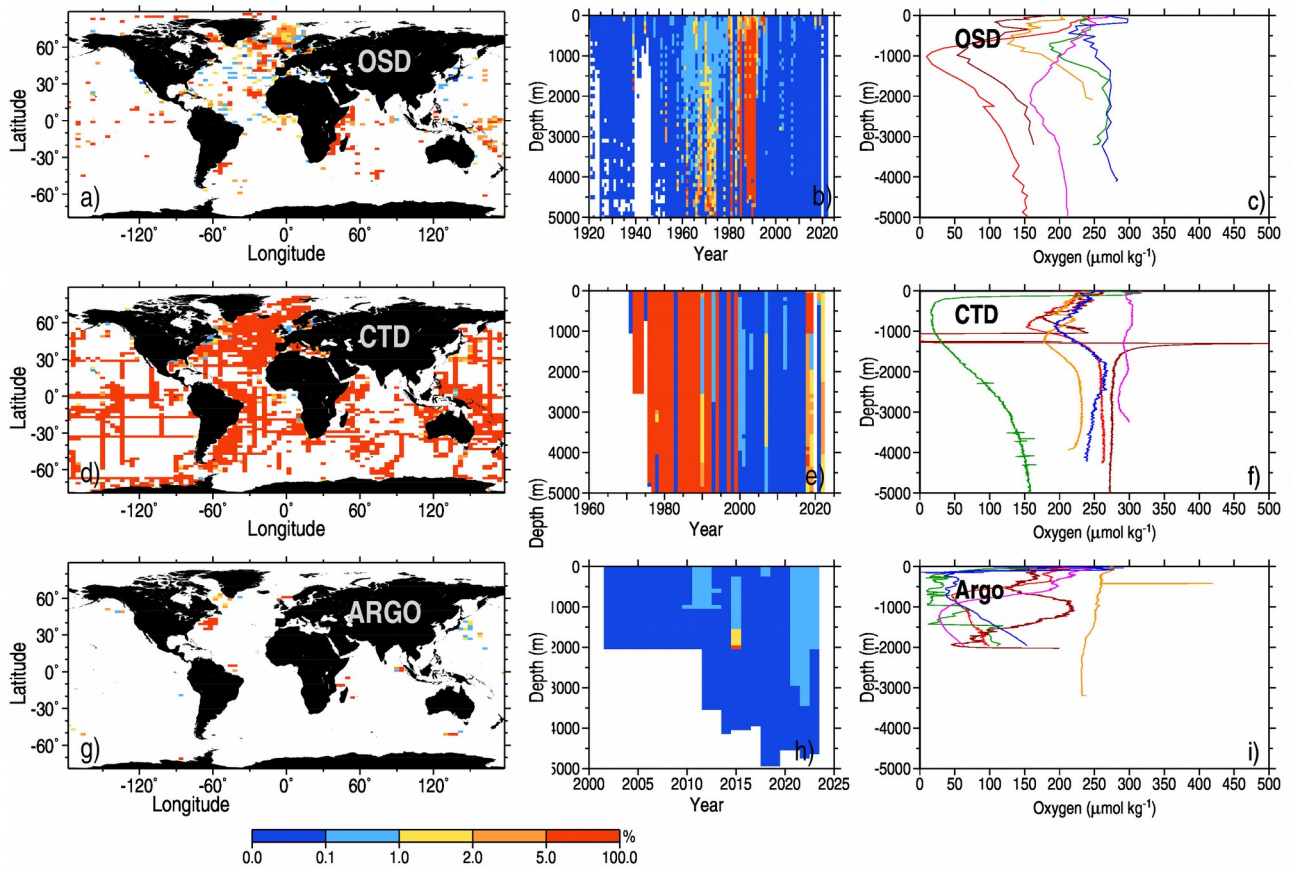 60˚
30˚
0˚
-30˚
-60˚
Latitude
OSD
a)
-120˚ -60˚ 0˚ 60˚ 120˚
Longitude
0
1000
2000
3000
4000
5000
Depth (m)
b)
1920 1940 1960 1970 1980 1990 2000 2010 2020
Year
0
-1000
-2000
-3000
-4000
-5000
Depth (m)
OSD
c)
0 50 100 150 200 250 300 350 400 450 500
Oxygen (μmol kg⁻¹)
60˚
30˚
0˚
-30˚
-60˚
Latitude
CTD
d)
-120˚ -60˚ 0˚ 60˚ 120˚
Longitude
0
1000
2000
3000
4000
5000
Depth (m)
e)
1960 1980 2000 2020
Year
0
-1000
-2000
-3000
-4000
-5000
Depth (m)
CTD
f)
0 50 100 150 200 250 300 350 400 450 500
Oxygen (μmol kg⁻¹)
60˚
30˚
0˚
-30˚
-60˚
Latitude
ARGO
g)
-120˚ -60˚ 0˚ 60˚ 120˚
Longitude
0
1000
2000
3000
4000
5000
Depth (m)
h)
2000 2005 2010 2015 2020 2025
Year
0
-1000
-2000
-3000
-4000
-5000
Depth (m)
Argo
i)
0 50 100 150 200 250 300 350 400 450 500
Oxygen (μmol kg⁻¹)
%
0.0 0.1 1.0 2.0 5.0 100.0